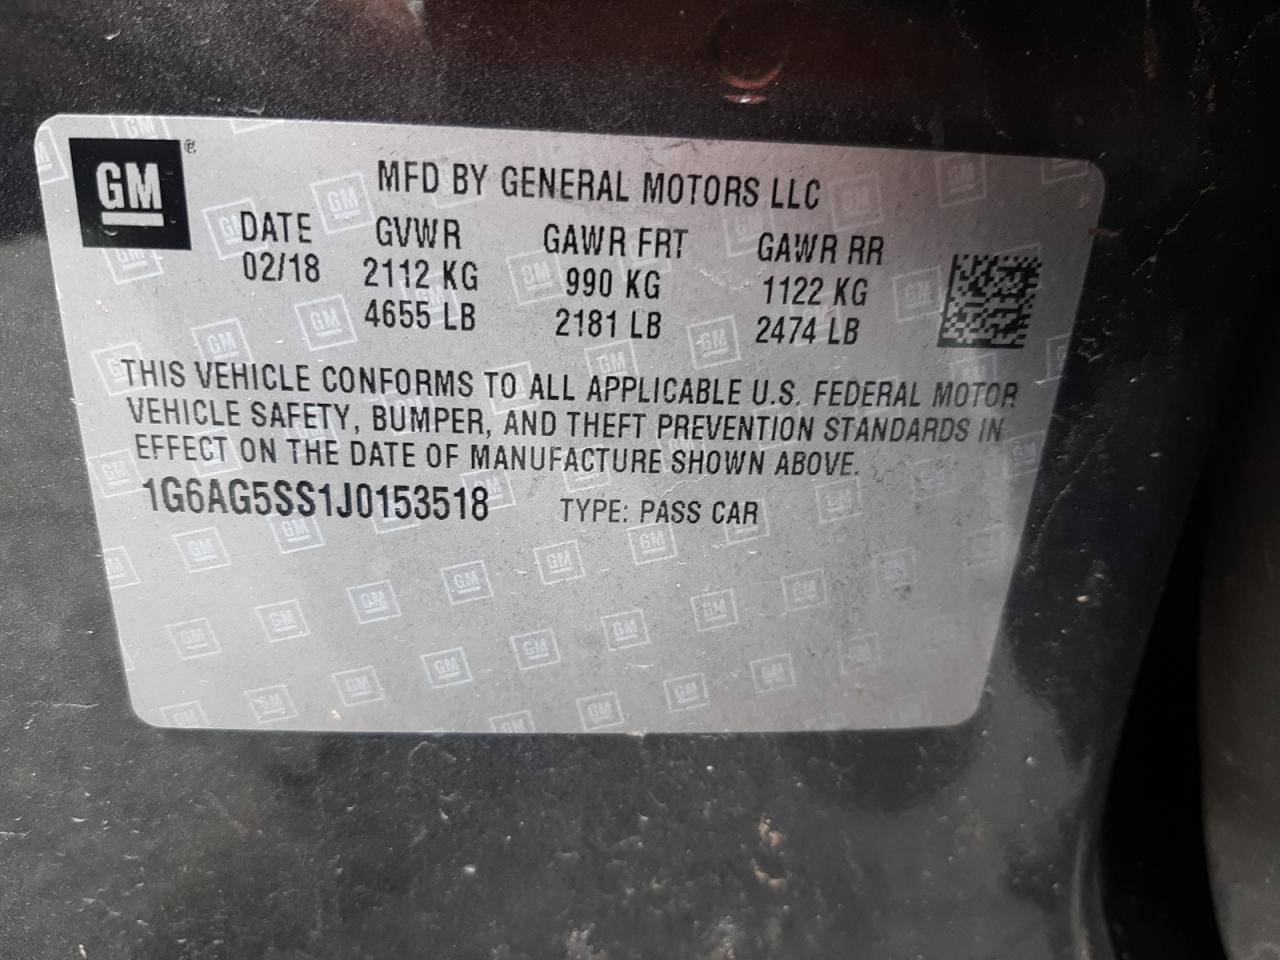 GM ®
MFD BY GENERAL MOTORS LLC
DATE GVWR GAWR FRT GAWR RR
02/18 2112 KG 990 KG 1122 KG
4655 LB 2181 LB 2474 LB
THIS VEHICLE CONFORMS TO ALL APPLICABLE U.S. FEDERAL MOTOR
VEHICLE SAFETY, BUMPER, AND THEFT PREVENTION STANDARDS IN
EFFECT ON THE DATE OF MANUFACTURE SHOWN ABOVE.
1G6AG5SS1J0153518 TYPE: PASS CAR